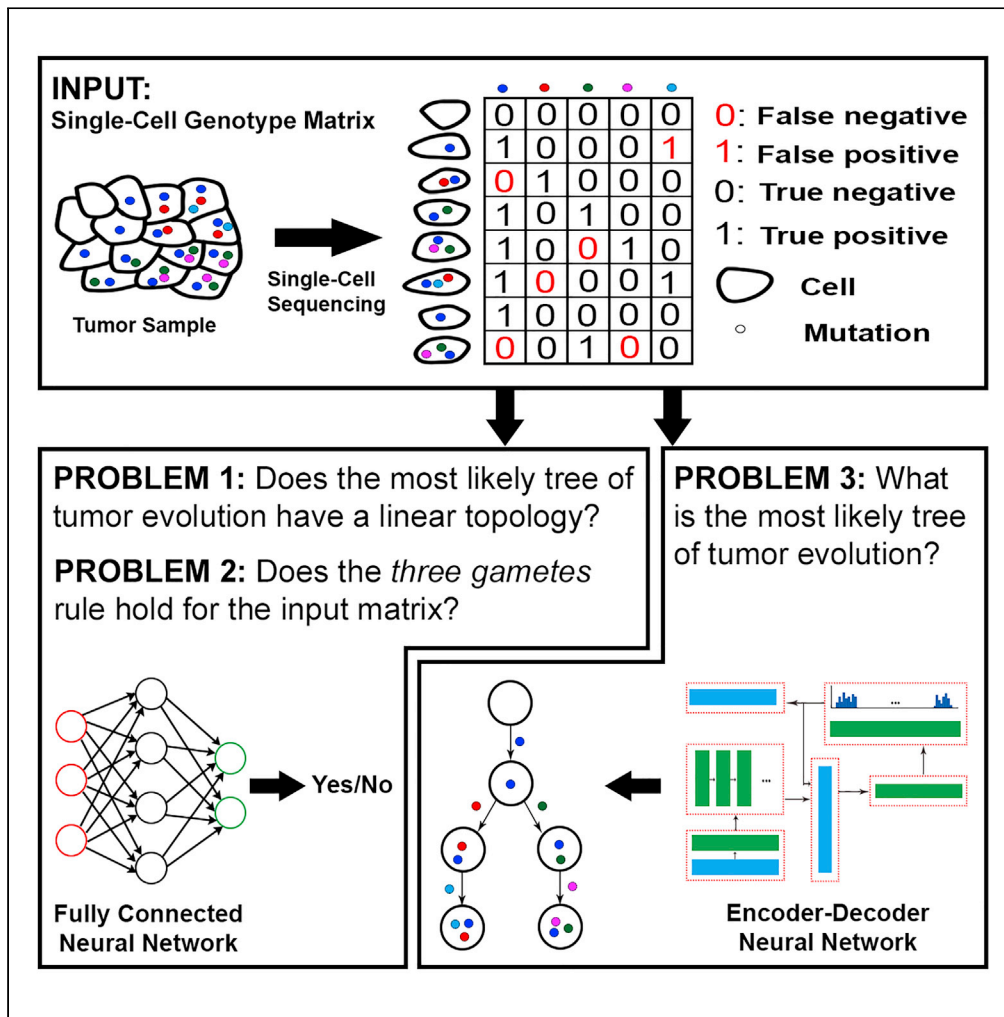 INPUT:
Single-Cell Genotype Matrix
Tumor Sample
Single-Cell
Sequencing
0 0 0 0 0
1 0 0 0 1
0 1 0 0 0
1 0 1 0 0
1 0 0 1 0
1 0 0 0 1
1 0 0 0 0
0 0 1 0 0
0: False negative
1: False positive
0: True negative
1: True positive
Cell
Mutation
PROBLEM 1: Does the most likely tree of
tumor evolution have a linear topology?
PROBLEM 2: Does the three gametes
rule hold for the input matrix?
Yes/No
Fully Connected
Neural Network
PROBLEM 3: What
is the most likely tree
of tumor evolution?
...
...
Encoder-Decoder
Neural Network